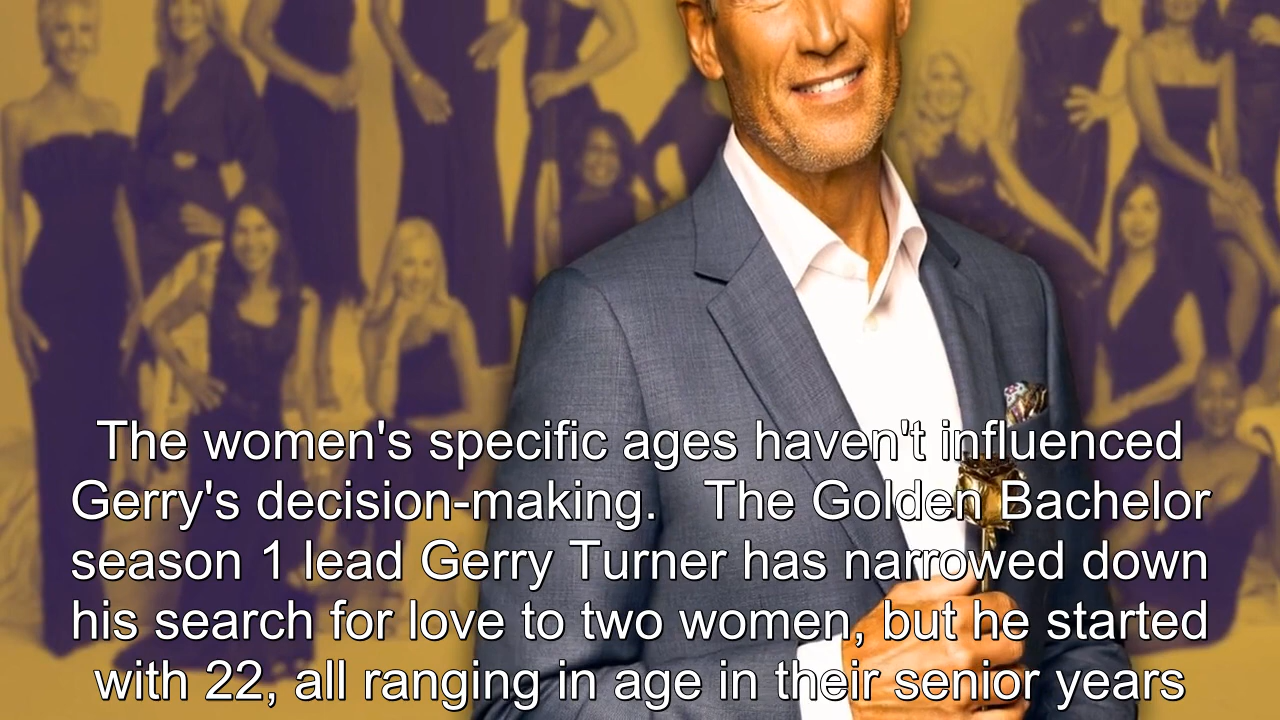 The women's specific ages haven't influenced
Gerry's decision-making.   The Golden Bachelor
season 1 lead Gerry Turner has narrowed down
his search for love to two women, but he started
with 22, all ranging in age in their senior years